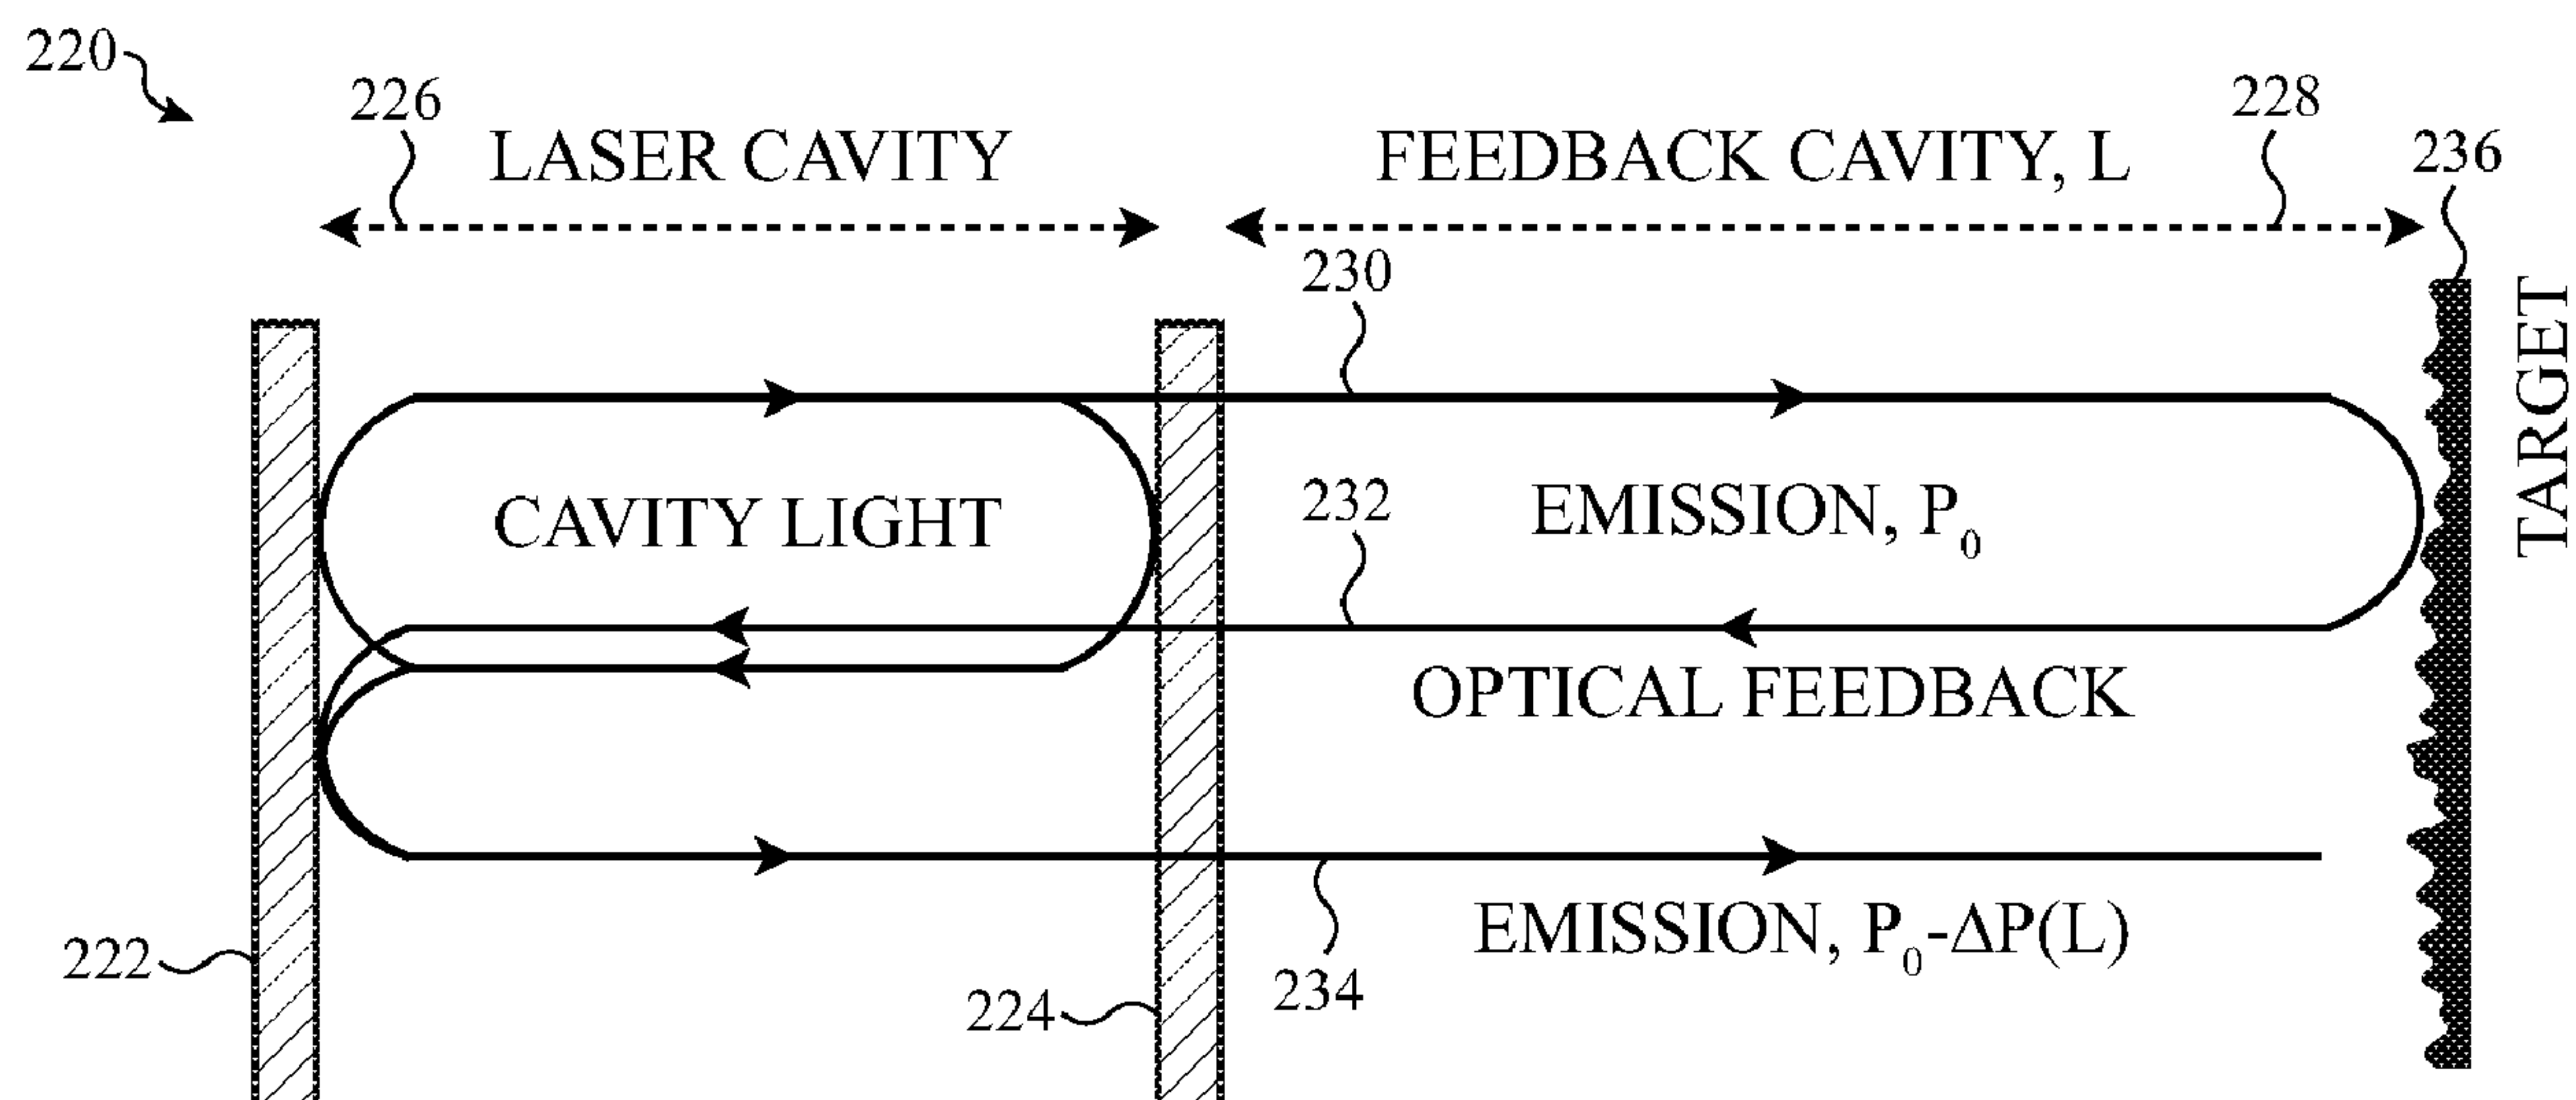 220
226
LASER CAVITY
FEEDBACK CAVITY, L
228
236
TARGET
230
CAVITY LIGHT
232
EMISSION, P₀
OPTICAL FEEDBACK
222
224
234
EMISSION, P₀-ΔP(L)